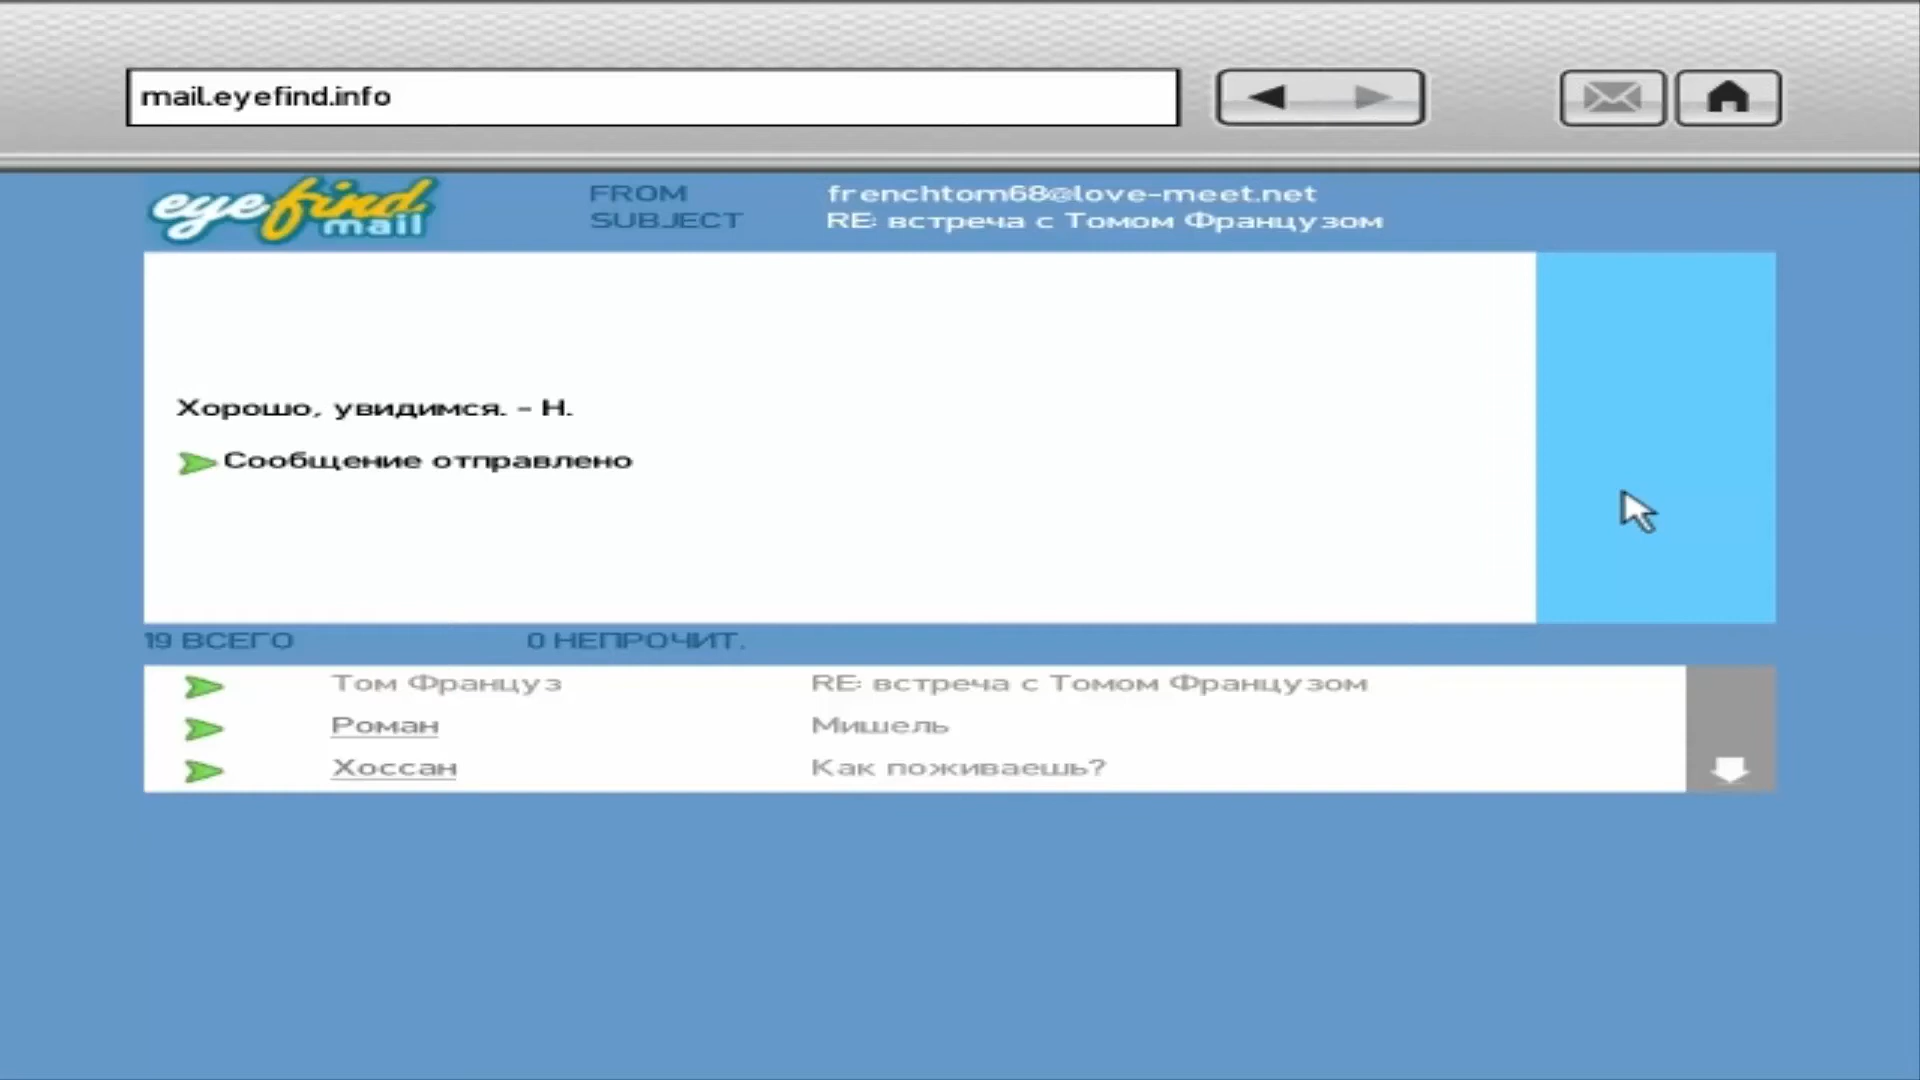 mail.eyefind.info
eyefind mail
FROM frenchtom68@love-meet.net
SUBJECT RE: встреча с Томом Французом
Хорошо, увидимся. - Н.
Сообщение отправлено
19 ВСЕГО 0 НЕПРОЧИТ.
Том Француз RE: встреча с Томом Французом
Роман Мишель
Хоссан Как поживаешь?